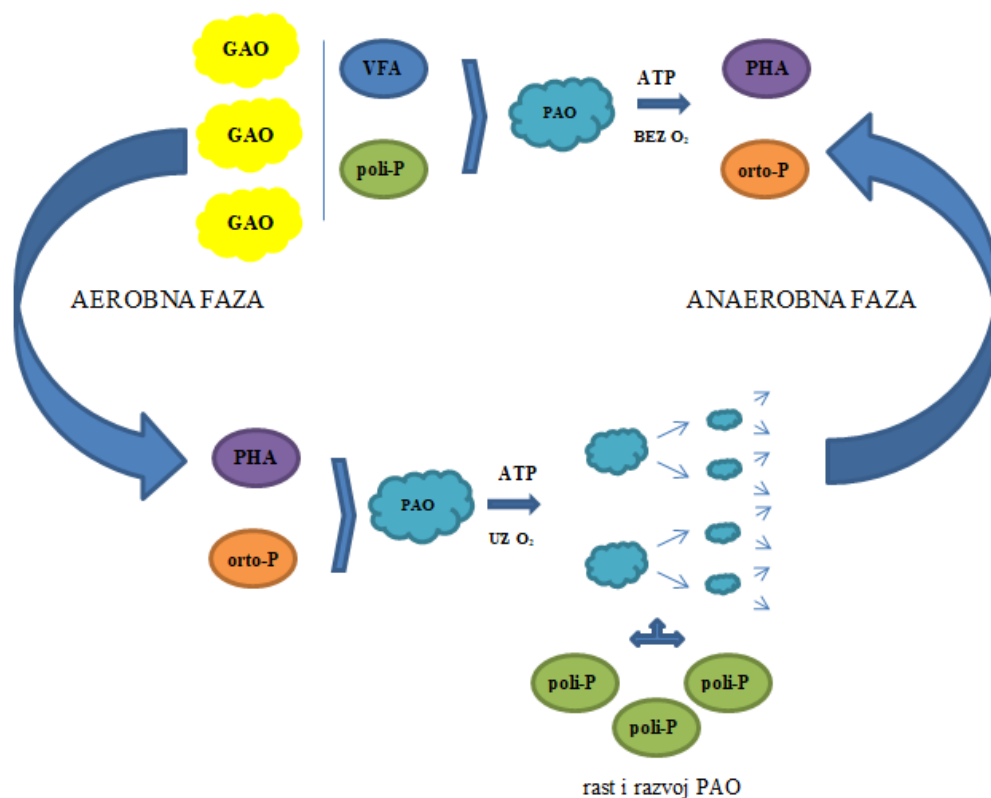 GAO
VFA
ATP
PHA
GAO
PAO
BEZ O₂
poli-P
orto-P
GAO
AEROBNA FAZA
ANAEROBNA FAZA
PHA
ATP
PAO
UZ O₂
orto-P
poli-P
poli-P
poli-P
rast i razvoj PAO